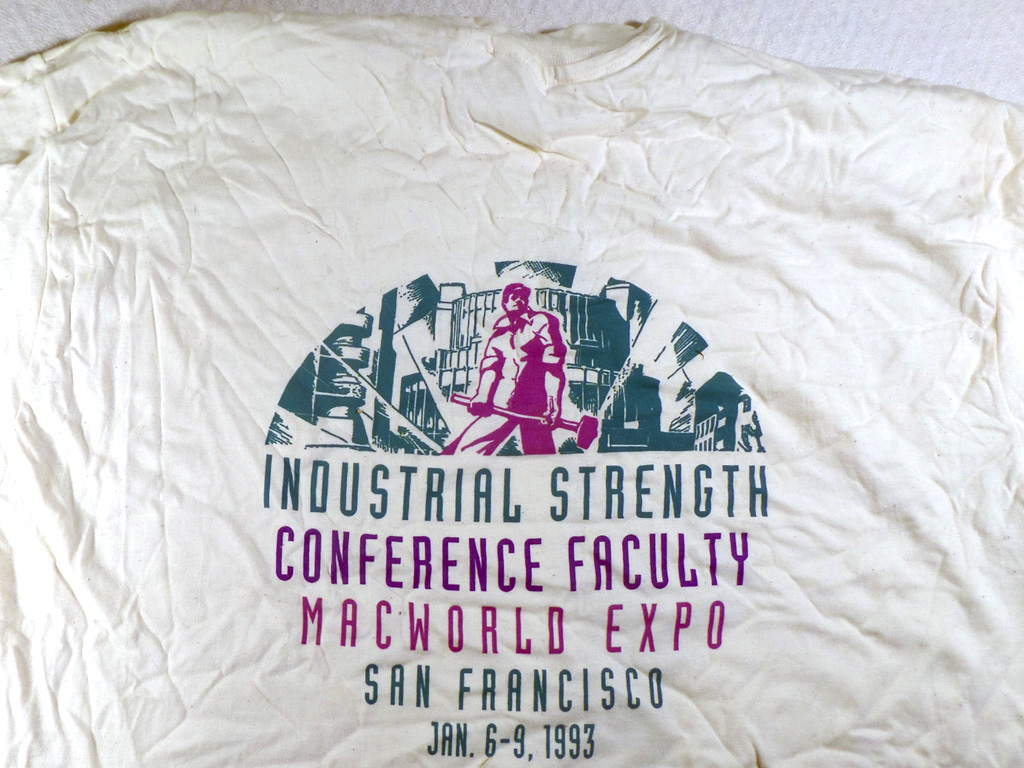 INDUSTRIAL STRENGTH
CONFERENCE FACULTY
MACWORLD EXPO
SAN FRANCISCO
JAN. 6-9, 1993